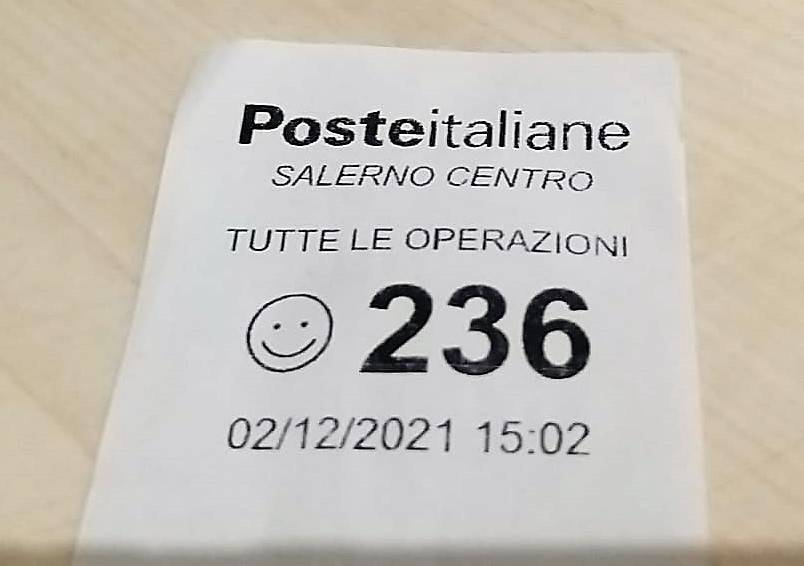 Posteitaliane
SALERNO CENTRO
TUTTE LE OPERAZIONI
236
02/12/2021 15:02